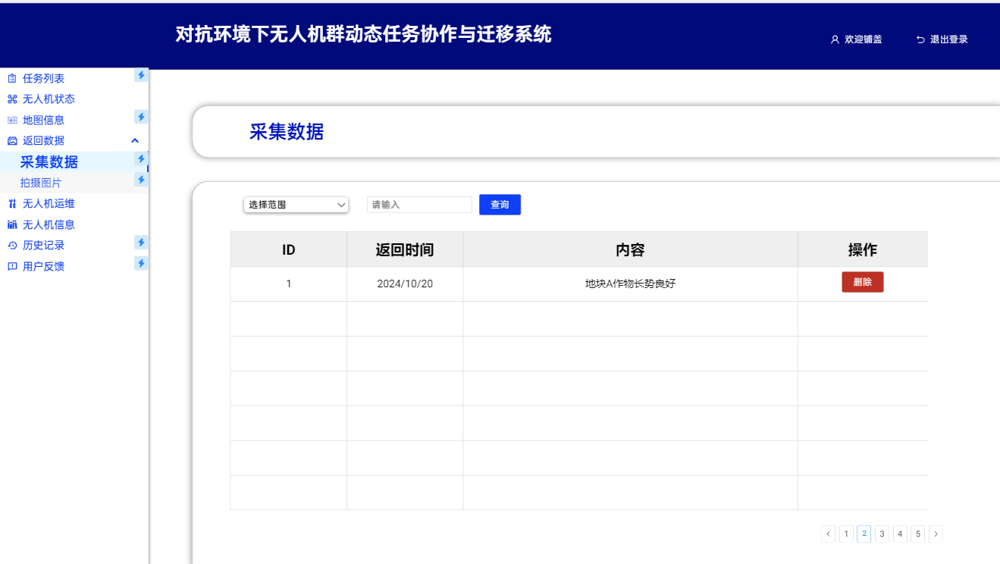 对抗环境下无人机群动态任务协作与迁移系统
欢迎铺盖
退出登录
任务列表
无人机状态
地图信息
返回数据
采集数据
拍摄图片
无人机运维
无人机信息
历史记录
用户反馈
采集数据
选择范围 请输入 查询
ID 返回时间 内容 操作
1 2024/10/20 地块A作物长势良好 删除
< 1 2 3 4 5 >